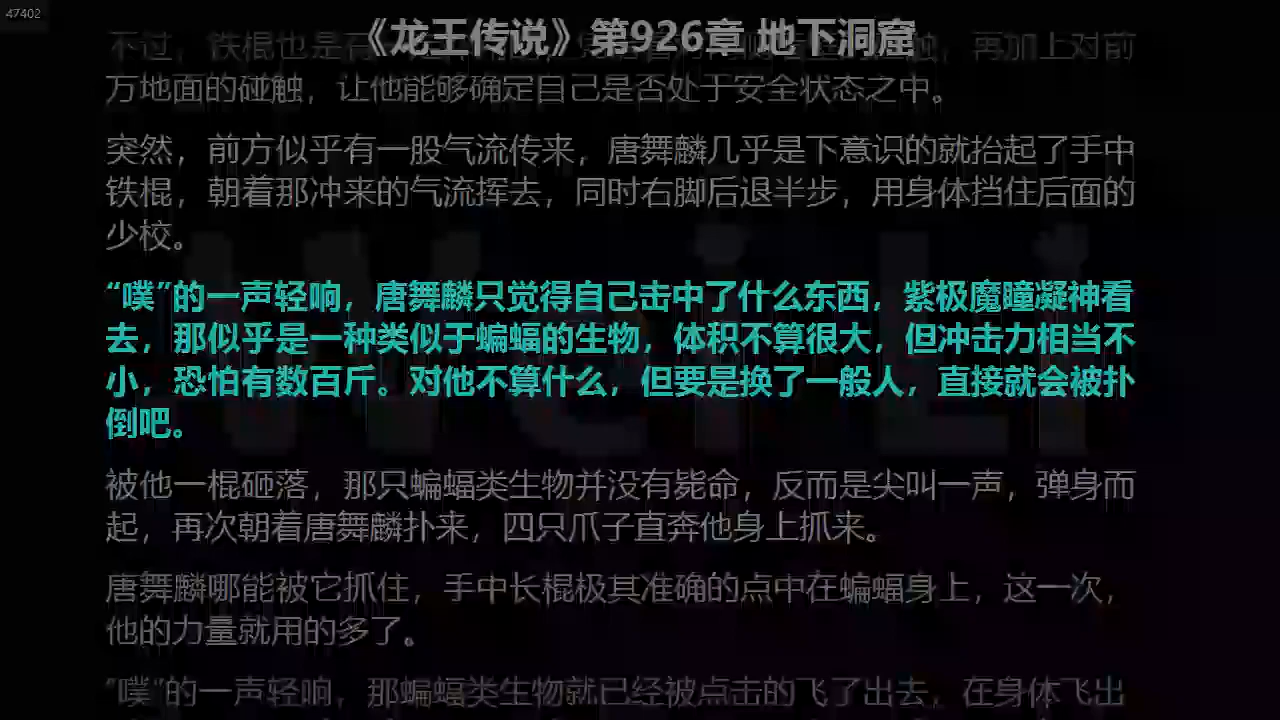 47402
《龙王传说》第926章 地下洞窟
不过，铁棍也是有
触，再加上对前
方地面的碰触，让他能够确定自己是否处于安全状态之中。
突然，前方似乎有一股气流传来，唐舞麟几乎是下意识的就抬起了手中
铁棍，朝着那冲来的气流挥去，同时右脚后退半步，用身体挡住后面的
少校。
“噗”的一声轻响，唐舞麟只觉得自己击中了什么东西，紫极魔瞳凝神看
去，那似乎是一种类似于蝙蝠的生物，体积不算很大，但冲击力相当不
小，恐怕有数百斤。对他不算什么，但要是换了一般人，直接就会被扑
倒吧。
被他一棍砸落，那只蝙蝠类生物并没有毙命，反而是尖叫一声，弹身而
起，再次朝着唐舞麟扑来，四只爪子直奔他身上抓来。
唐舞麟哪能被它抓住，手中长棍极其准确的点中在蝙蝠身上，这一次，
他的力量就用的多了。
“噗”的一声轻响，那蝙蝠类生物就已经被点击的飞了出去，在身体飞出